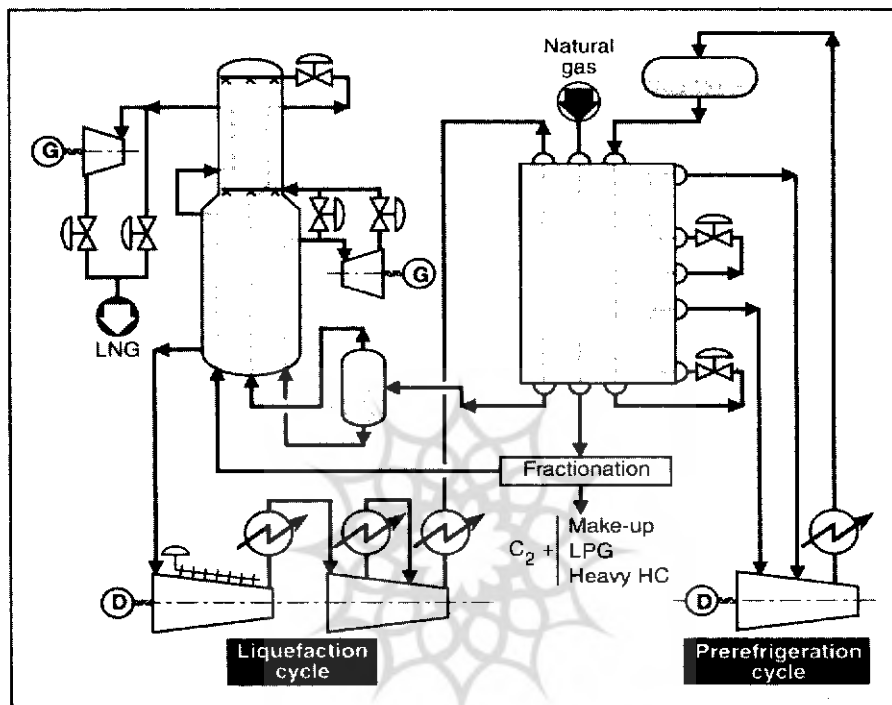 Natural
gas
G
G
LNG
Fractionation
C2 +
Make-up
LPG
Heavy HC
D
D
Liquefaction
cycle
Prerefrigeration
cycle